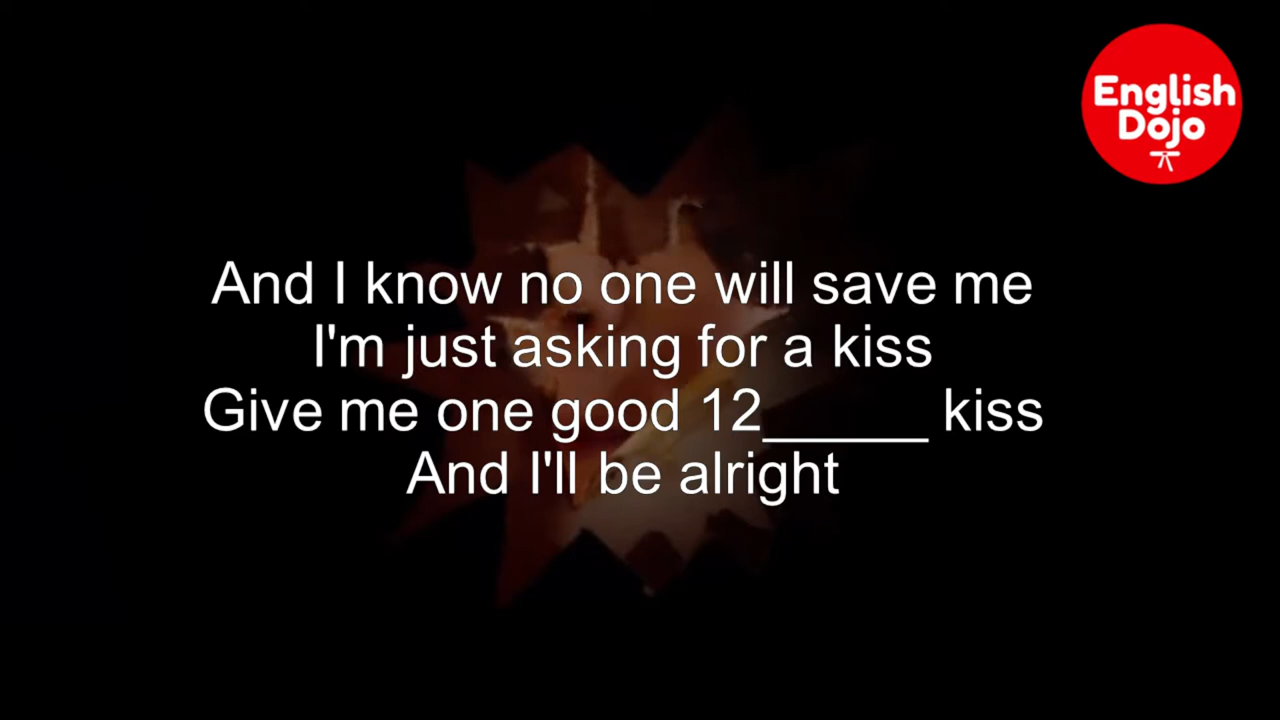 English
Dojo
And I know no one will save me
I'm just asking for a kiss
Give me one good 12______ kiss
And I'll be alright